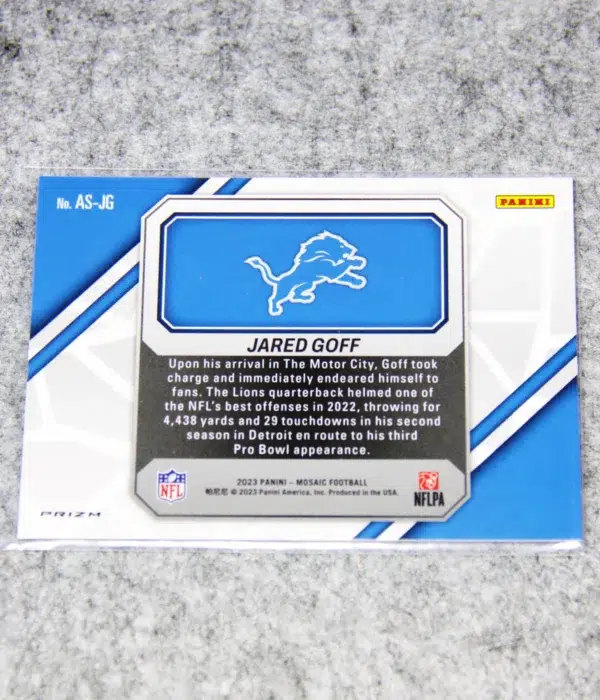 No. AS-JG
PANINI
JARED GOFF
Upon his arrival in The Motor City, Goff took
charge and immediately endeared himself to
fans. The Lions quarterback helmed one of
the NFL's best offenses in 2022, throwing for
4,438 yards and 29 touchdowns in his second
season in Detroit en route to his third
Pro Bowl appearance.
NFL
2023 PANINI – MOSAIC FOOTBALL
帕尼尼 © 2023 Panini America, Inc. Produced in the USA.
NFLPA
PRIZM